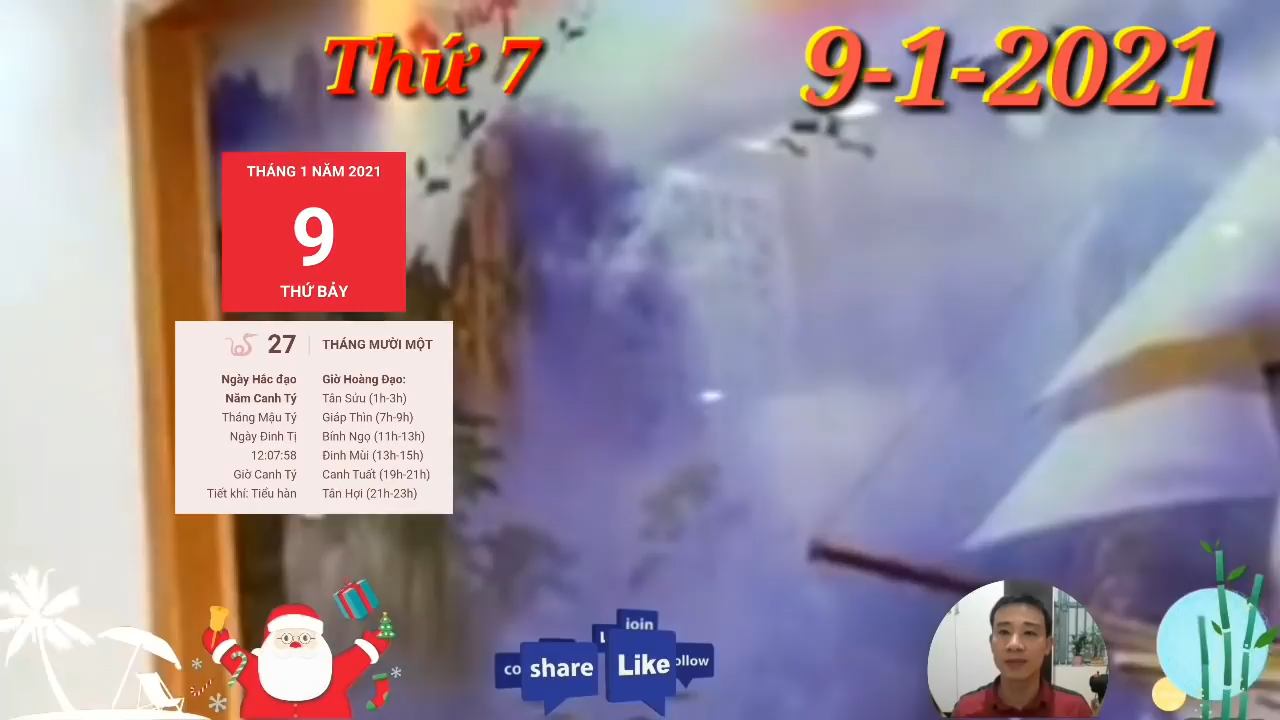 Thứ 7
9-1-2021
THÁNG 1 NĂM 2021
9
THỨ BẢY
27
THÁNG MƯỜI MỘT
Ngày Hắc đạo
Giờ Hoàng Đạo:
Năm Canh Tý
Tân Sửu (1h-3h)
Tháng Mậu Tý
Giáp Thìn (7h-9h)
Ngày Đinh Tị
Bính Ngọ (11h-13h)
12:07:58
Đinh Mùi (13h-15h)
Giờ Canh Tý
Canh Tuất (19h-21h)
Tiết khí: Tiểu hàn
Tân Hợi (21h-23h)
join
co
share
Like
ollow